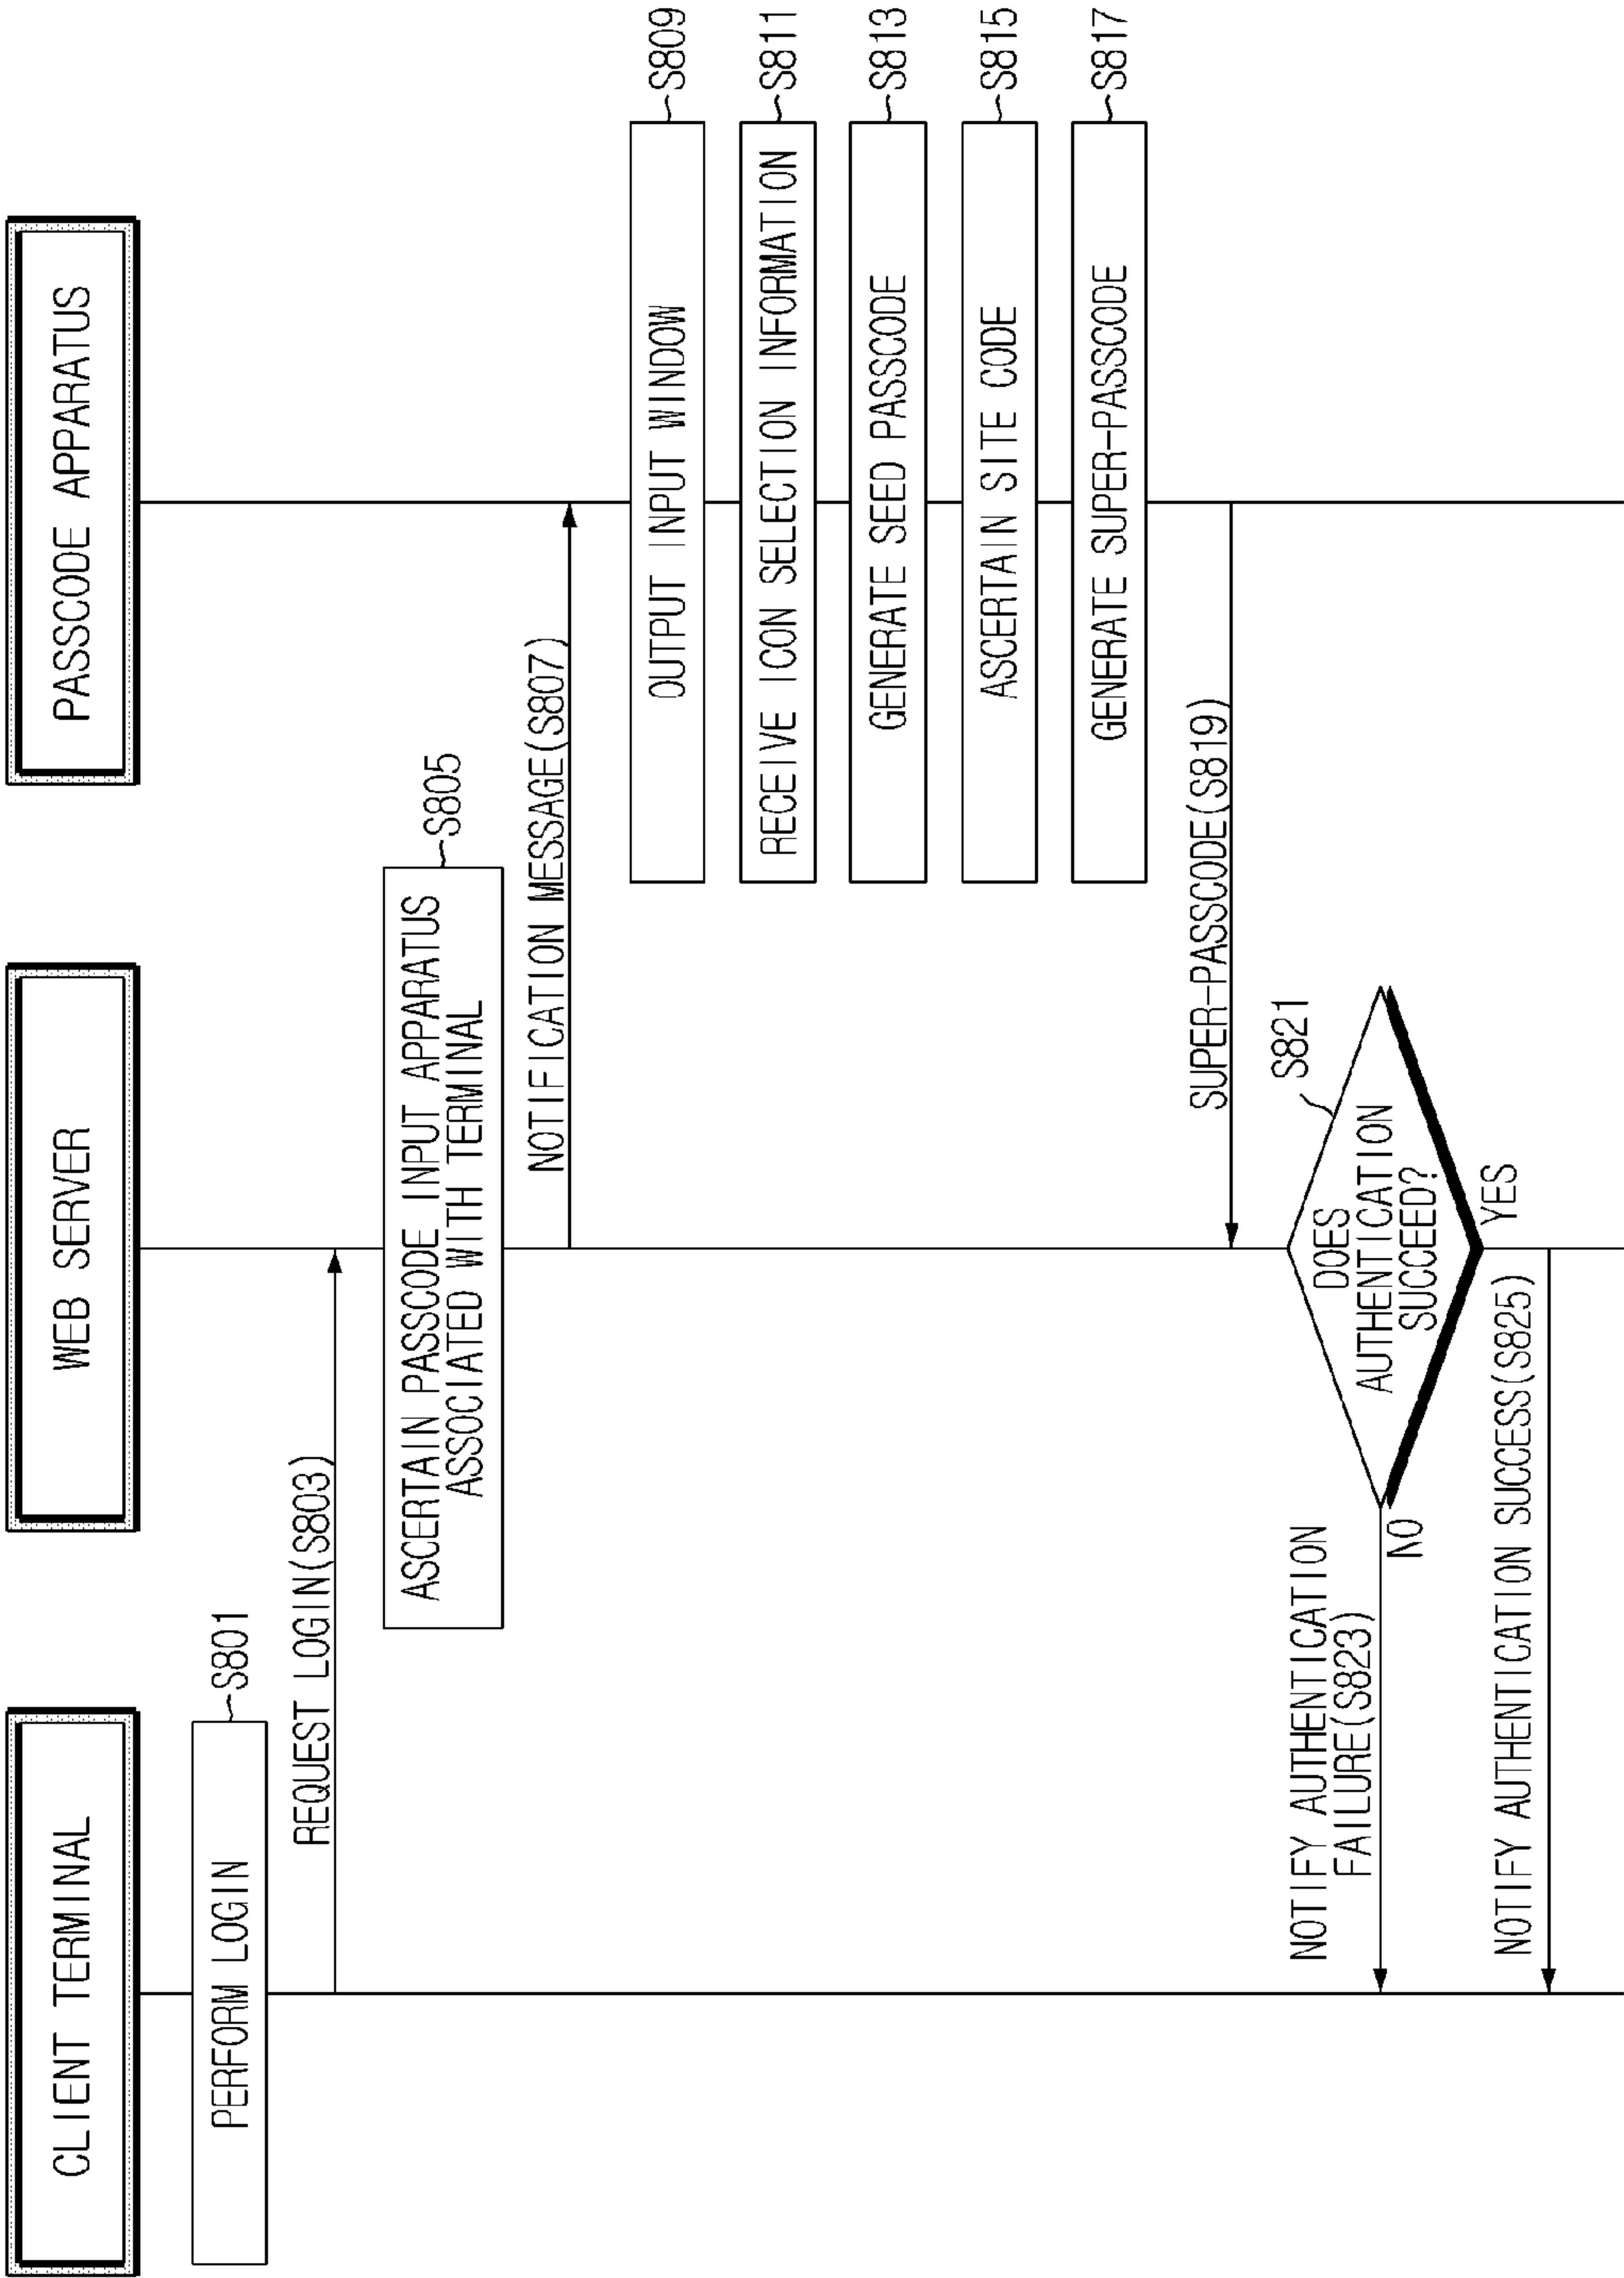 CLIENT TERMINAL
WEB SERVER
PASSCODE APPARATUS
PERFORM LOGIN
S801
REQUEST LOGIN(S803)
ASCERTAIN PASSCODE INPUT APPARATUS
ASSOCIATED WITH TERMINAL
S805
NOTIFICATION MESSAGE(S807)
OUTPUT INPUT WINDOW
S809
RECEIVE ICON SELECTION INFORMATION
S811
GENERATE SEED PASSCODE
S813
ASCERTAIN SITE CODE
S815
GENERATE SUPER-PASSCODE
S817
SUPER-PASSCODE(S819)
S821
DOES
AUTHENTICATION
SUCCEED?
NOTIFY AUTHENTICATION
FAILURE(S823)
NO
YES
NOTIFY AUTHENTICATION SUCCESS(S825)